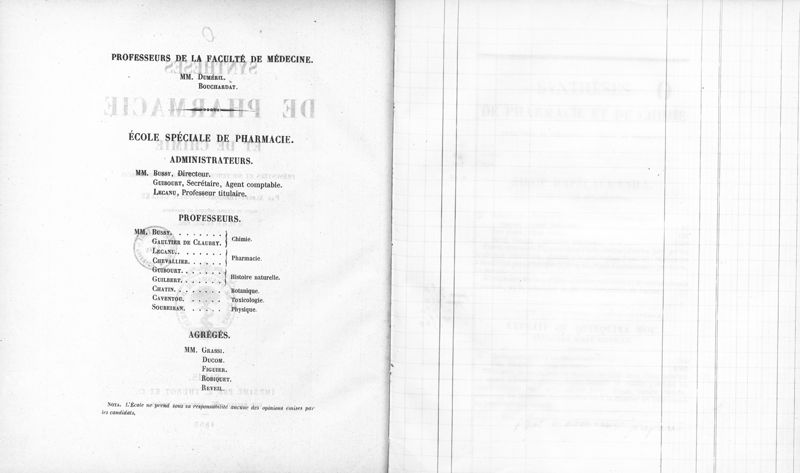 PROFESSEURS DE LA FACULTÉ DE MÉDECINE.
MM. Duméril.
Bouchardat.
ÉCOLE SPÉCIALE DE PHARMACIE.
ADMINISTRATEURS.
MM. Bussy, Directeur.
Guibourt, Secrétaire, Agent comptable.
Lecanu, Professeur titulaire.
PROFESSEURS.
MM. Bussy. . . . . . . .
Gaultier de Claubry. } Chimie.
Lecanu. . . . . . . .
Chevallier. . . . . . } Pharmacie.
Guibourt. . . . . . .
Guilbert. . . . . . . } Histoire naturelle.
Chatin. . . . . . . . Botanique.
Caventou. . . . . . Toxicologie.
Soubeiran. . . . . . Physique.
AGRÉGÉS.
MM. Grassi.
Ducom.
Figuier.
Robiquet.
Reveil.
Nota. L'École ne prend sous sa responsabilité aucune des opinions émises par
les candidats.